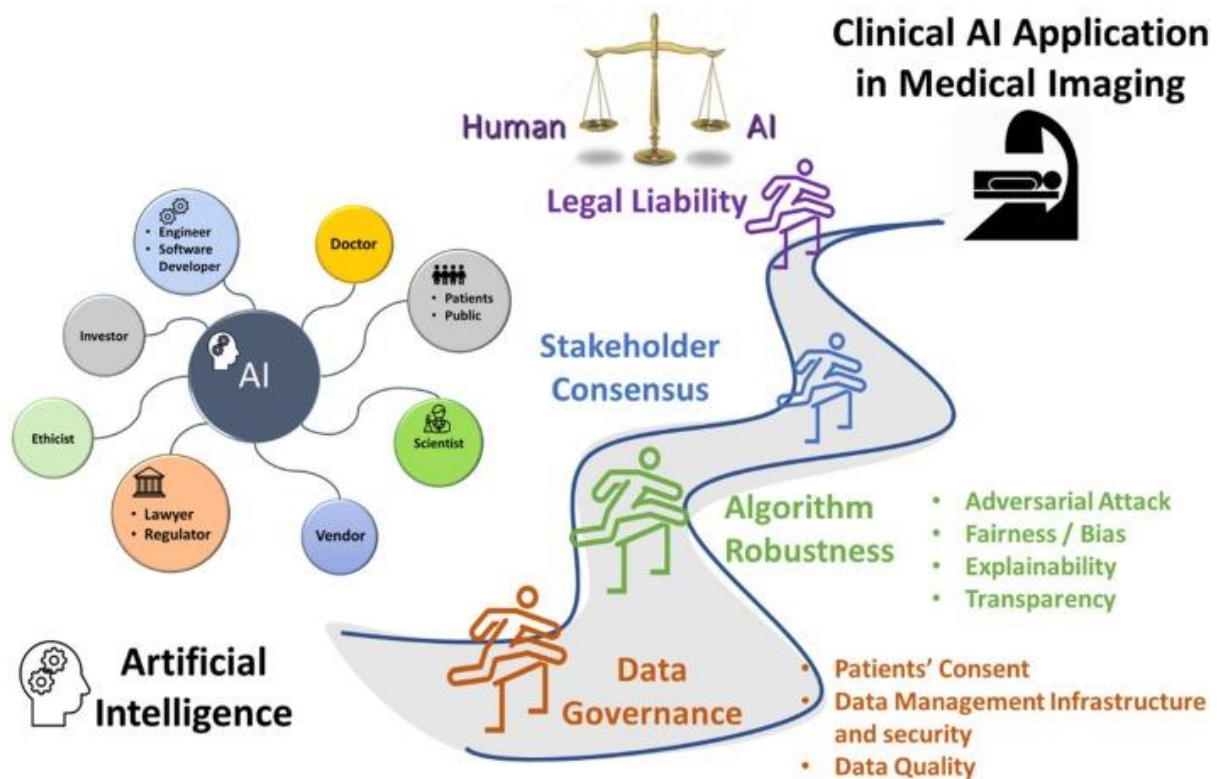 Clinical AI Application
in Medical Imaging
Human
AI
Legal Liability
• Engineer
• Software
Developer
Doctor
• Patients
• Public
Investor
AI
Stakeholder
Consensus
Ethicist
Scientist
• Lawyer
• Regulator
Vendor
Algorithm
Robustness
• Adversarial Attack
• Fairness / Bias
• Explainability
• Transparency
Artificial
Intelligence
Data
Governance
• Patients' Consent
• Data Management Infrastructure
and security
• Data Quality